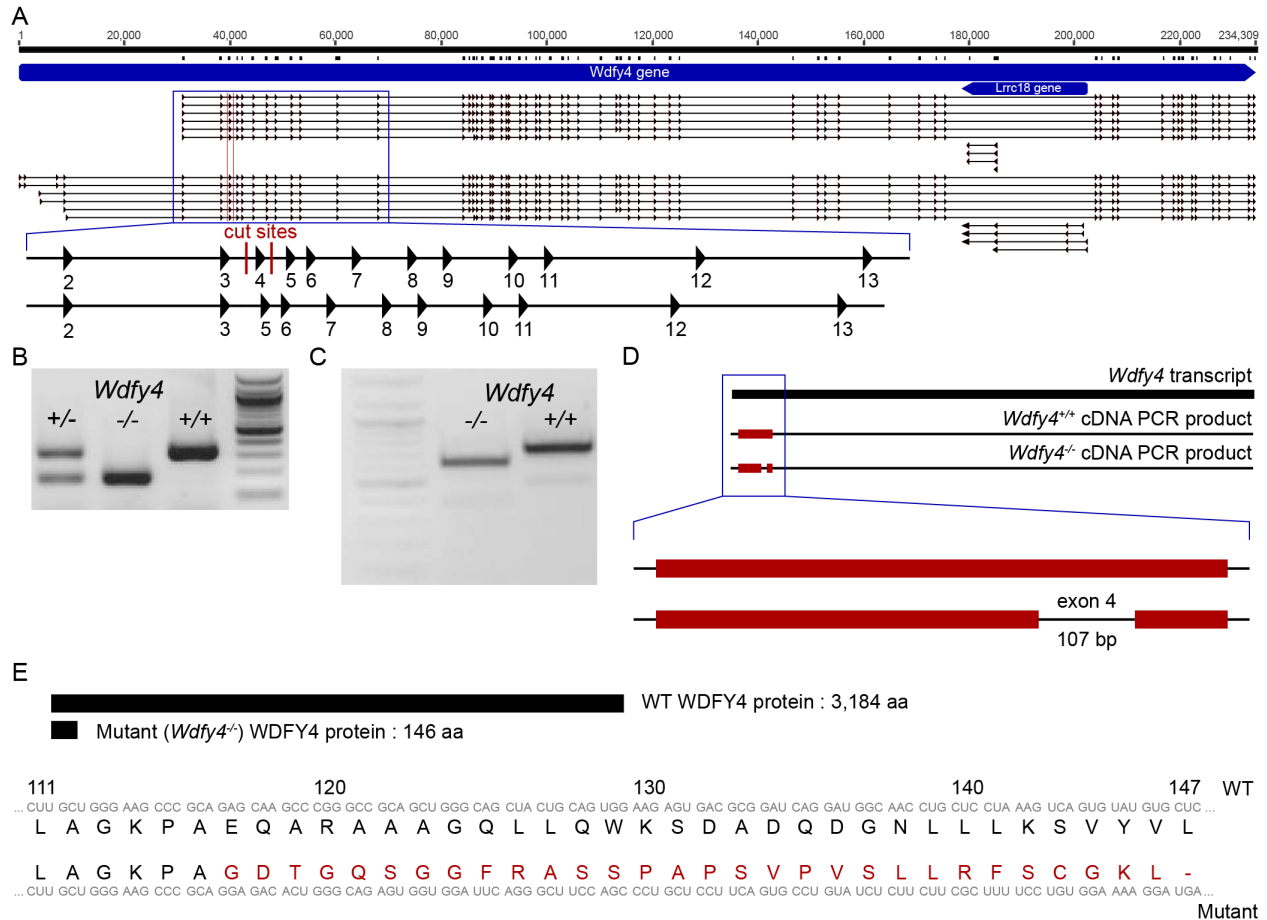 A
1 20,000 40,000 60,000 80,000 100,000 120,000 140,000 160,000 180,000 200,000 220,000 234,309
Wdfy4 gene
Lrrc18 gene
cut sites
2 3 4 5 6 7 8 9 10 11 12 13
2 3 5 6 7 8 9 10 11 12 13
B
Wdfy4
+/- -/- +/+
C
Wdfy4
-/- +/+
D
Wdfy4 transcript
Wdfy4+/+ cDNA PCR product
Wdfy4-/- cDNA PCR product
exon 4
107 bp
E
WT WDFY4 protein : 3,184 aa
Mutant (Wdfy4-/-) WDFY4 protein : 146 aa
111 120 130 140 147 WT
... CUU GCU GGG AAG CCC GCA GAG CAA GCC CGG GCC GCA GCU GGG CAG CUA CUG CAG UGG AAG AGU GAC GCG GAU CAG GAU GGC AAC CUG CUC CUA AAG UCA GUG UAU GUG CUC ...
L A G K P A E Q A R A A A G Q L L Q W K S D A D Q D G N L L L K S V Y V L
L A G K P A G D T G Q S G G F R A S S P A P S V P V S L L R F S C G K L -
... CUU GCU GGG AAG CCC GCA GGA GAC ACU GGG CAG AGU GGU GGA UUC AGG GCU UCC AGC CCU GCU CCU UCA GUG CCU GUA UCU CUU CUU CGC UUU UCC UGU GGA AAA GGA UGA ...
Mutant